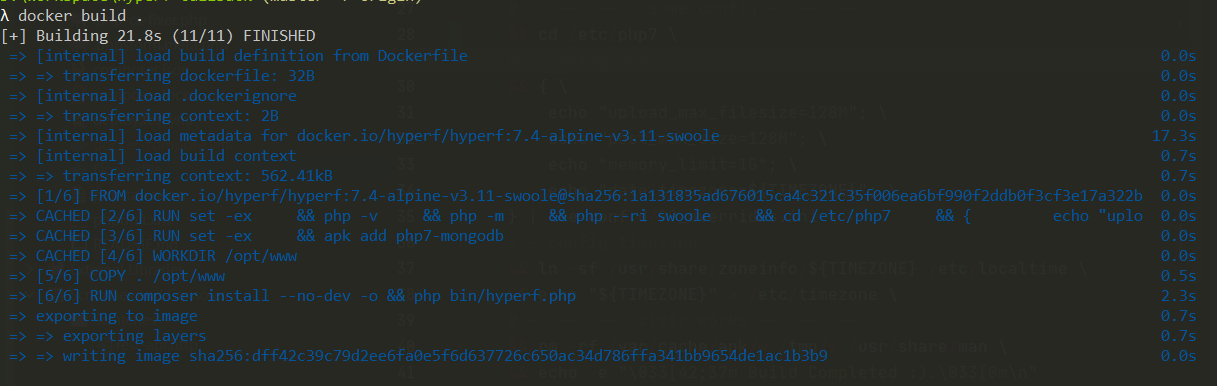 λ docker build .
[+] Building 21.8s (11/11) FINISHED
=> [internal] load build definition from Dockerfile 0.0s
=> => transferring dockerfile: 32B 0.0s
=> [internal] load .dockerignore 0.0s
=> => transferring context: 2B 0.0s
=> [internal] load metadata for docker.io/hyperf/hyperf:7.4-alpine-v3.11-swoole 17.3s
=> [internal] load build context 0.7s
=> => transferring context: 562.41kB 0.7s
=> [1/6] FROM docker.io/hyperf/hyperf:7.4-alpine-v3.11-swoole@sha256:1a131835ad676015ca4c321c35f006ea6bf990f2ddb0f3cf3e17a322b 0.0s
=> CACHED [2/6] RUN set -ex && php -v && php -m && php --ri swoole && cd /etc/php7 && { echo "uplo 0.0s
=> CACHED [3/6] RUN set -ex && apk add php7-mongodb 0.0s
=> CACHED [4/6] WORKDIR /opt/www 0.0s
=> [5/6] COPY . /opt/www 0.5s
=> [6/6] RUN composer install --no-dev -o && php bin/hyperf.php 2.3s
=> exporting to image 0.7s
=> => exporting layers 0.7s
=> => writing image sha256:dff42c39c79d2ee6fa0e5f6d637726c650ac34d786ffa341bb9654de1ac1b3b9 0.0s